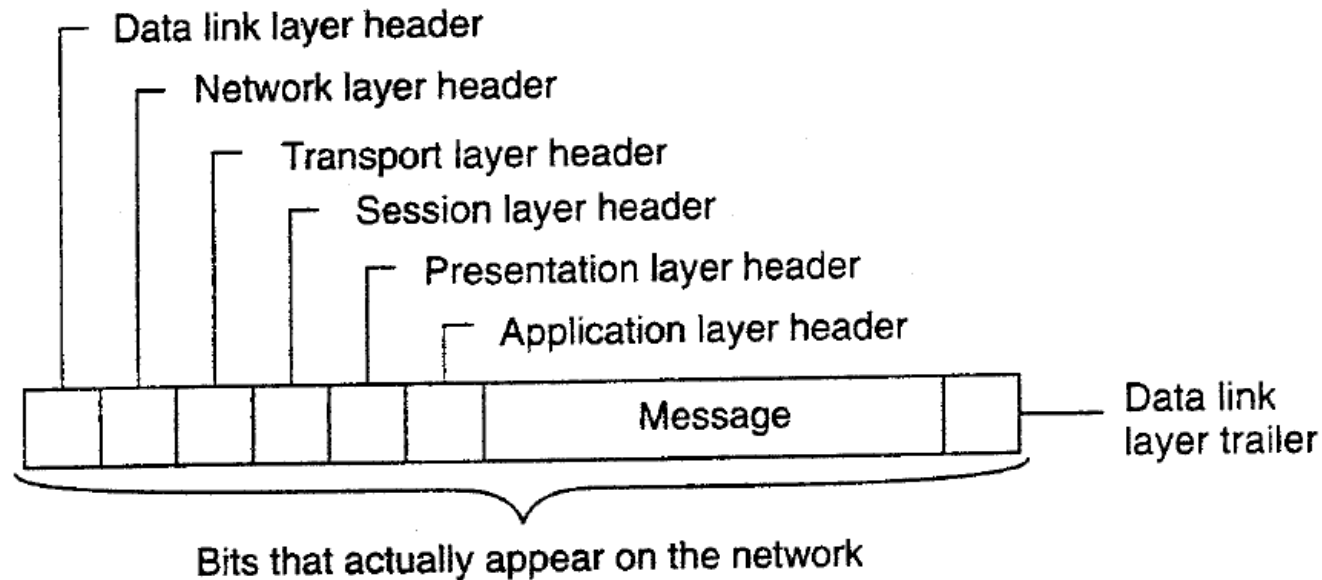 Data link layer header
Network layer header
Transport layer header
Session layer header
Presentation layer header
Application layer header
Message
Data link
layer trailer
Bits that actually appear on the network